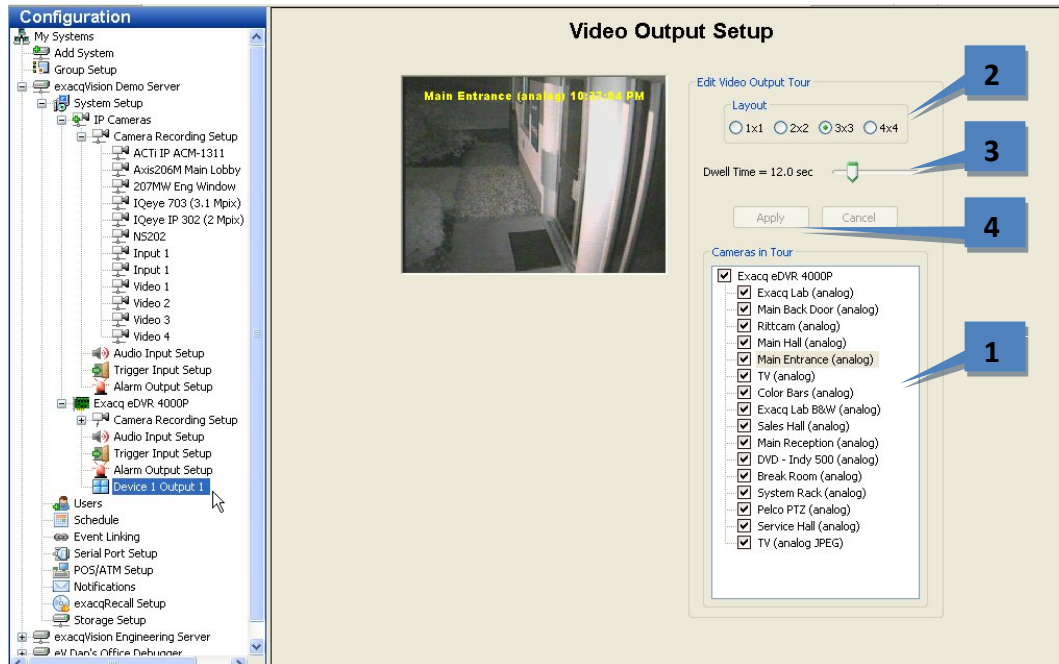 Configuration
My Systems
Add System
Group Setup
exacqVision Demo Server
System Setup
IP Cameras
Camera Recording Setup
ACTi IP ACM-1311
Axis206M Main Lobby
207MW Eng Window
IQeye 703 (3.1 Mpix)
IQeye IP 302 (2 Mpix)
NS202
Input 1
Input 1
Video 1
Video 2
Video 3
Video 4
Audio Input Setup
Trigger Input Setup
Alarm Output Setup
Exacq eDVR 4000P
Camera Recording Setup
Audio Input Setup
Trigger Input Setup
Alarm Output Setup
Device 1 Output 1
Users
Schedule
Event Linking
Serial Port Setup
POS/ATM Setup
Notifications
exacqRecall Setup
Storage Setup
exacqVision Engineering Server
eV Dan's Office Debugger
Video Output Setup
Main Entrance (analog) 10:37:04 PM
Edit Video Output Tour
Layout
1x1 2x2 3x3 4x4
2
Dwell Time = 12.0 sec
3
Apply Cancel
4
Cameras in Tour
Exacq eDVR 4000P
Exacq Lab (analog)
Main Back Door (analog)
Rittcam (analog)
Main Hall (analog)
Main Entrance (analog)
TV (analog)
Color Bars (analog)
Exacq Lab B&W (analog)
Sales Hall (analog)
Main Reception (analog)
DVD - Indy 500 (analog)
Break Room (analog)
System Rack (analog)
Pelco PTZ (analog)
Service Hall (analog)
TV (analog JPEG)
1